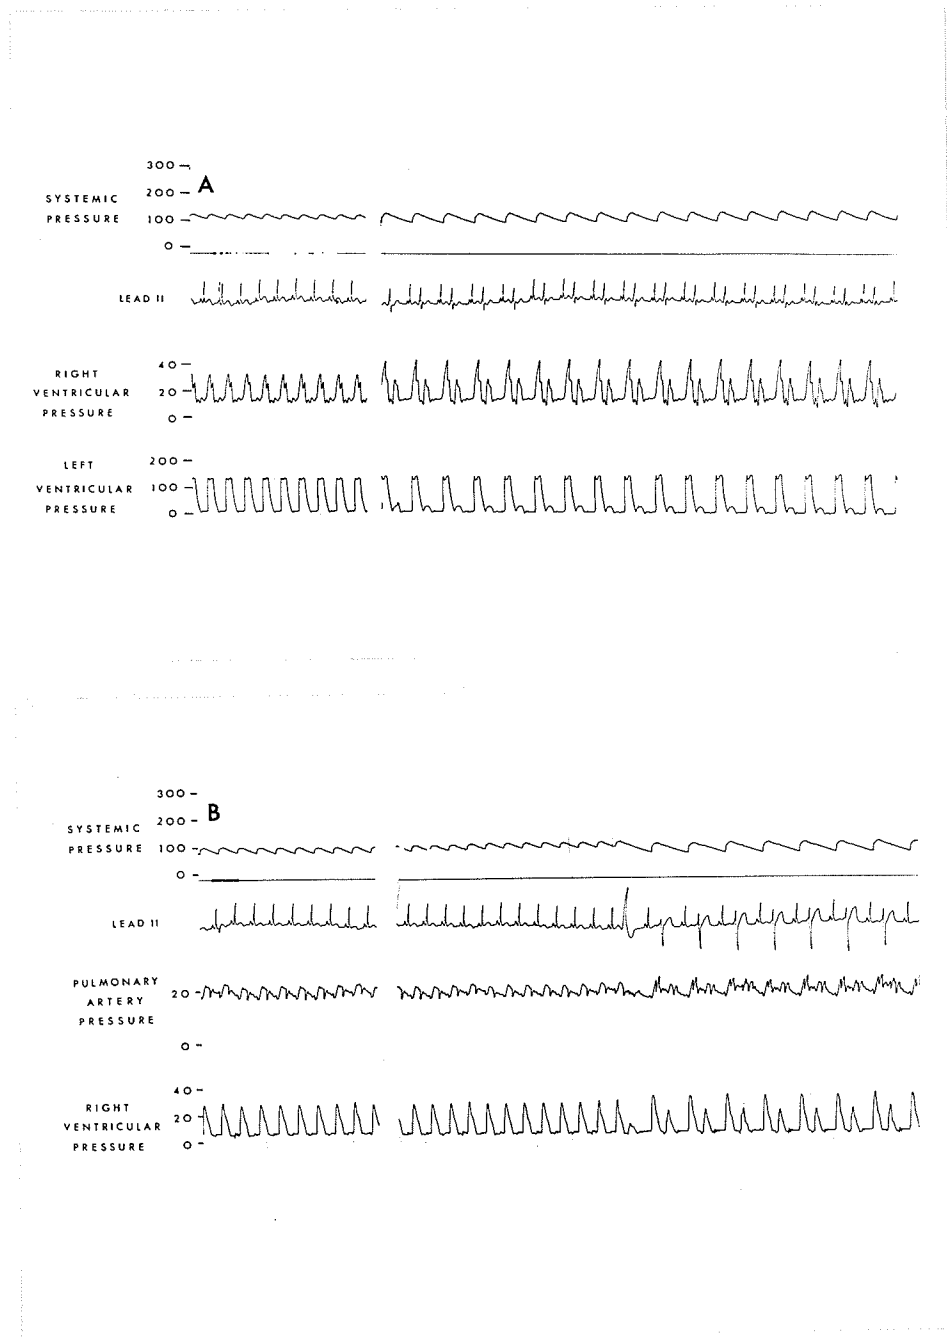 300
A
SYSTEMIC
PRESSURE
200
100
0
LEAD II
RIGHT
VENTRICULAR
PRESSURE
40
20
0
LEFT
VENTRICULAR
PRESSURE
200
100
0
300
B
SYSTEMIC
PRESSURE
200
100
0
LEAD II
PULMONARY
ARTERY
PRESSURE
20
0
RIGHT
VENTRICULAR
PRESSURE
40
20
0